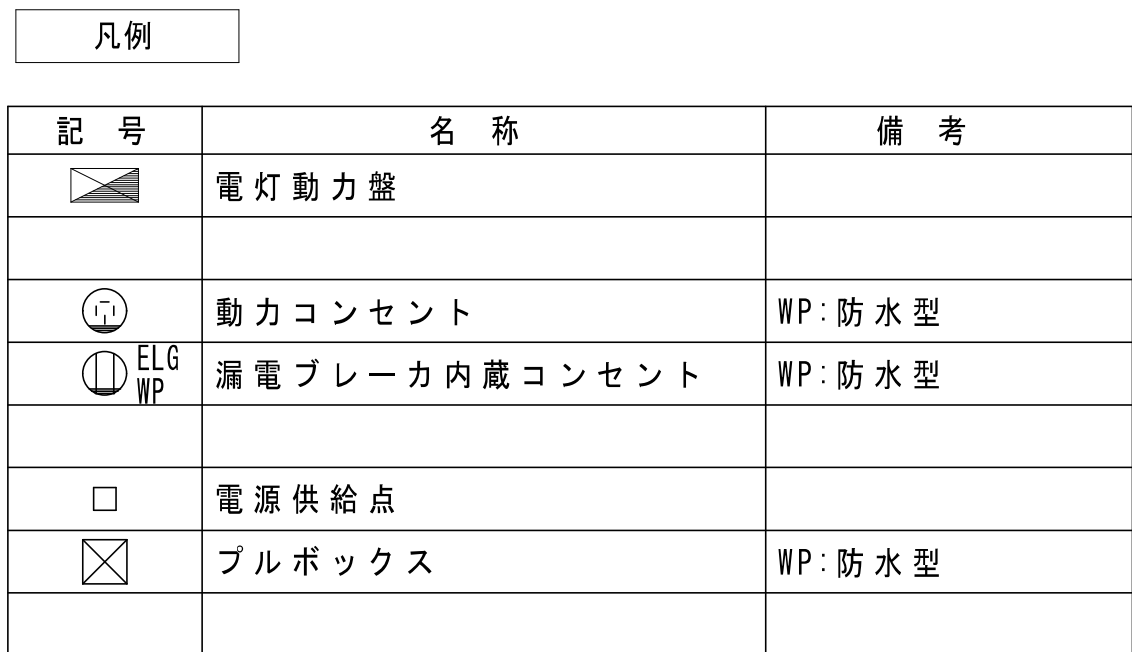 凡例
記 号 名 称 備 考
電灯動力盤
動力コンセント WP:防水型
ELG
WP
漏電ブレーカ内蔵コンセント WP:防水型
電源供給点
プルボックス WP:防水型